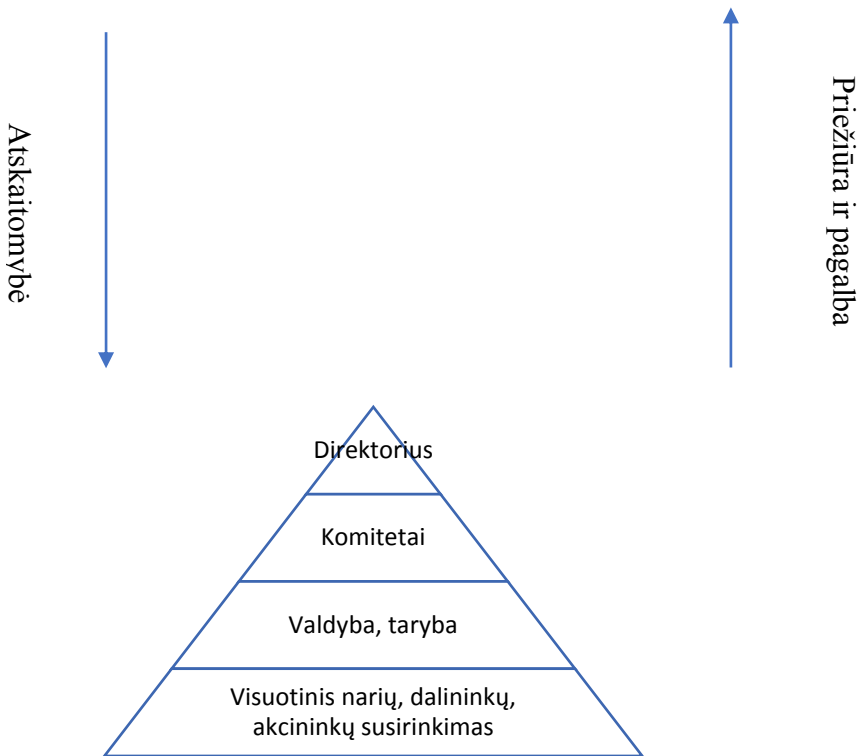 Atskaitomybė
Priežiūra ir pagalba
Direktorius
Komitetai
Valdyba, taryba
Visuotinis narių, dalininkų,
akcininkų susirinkimas